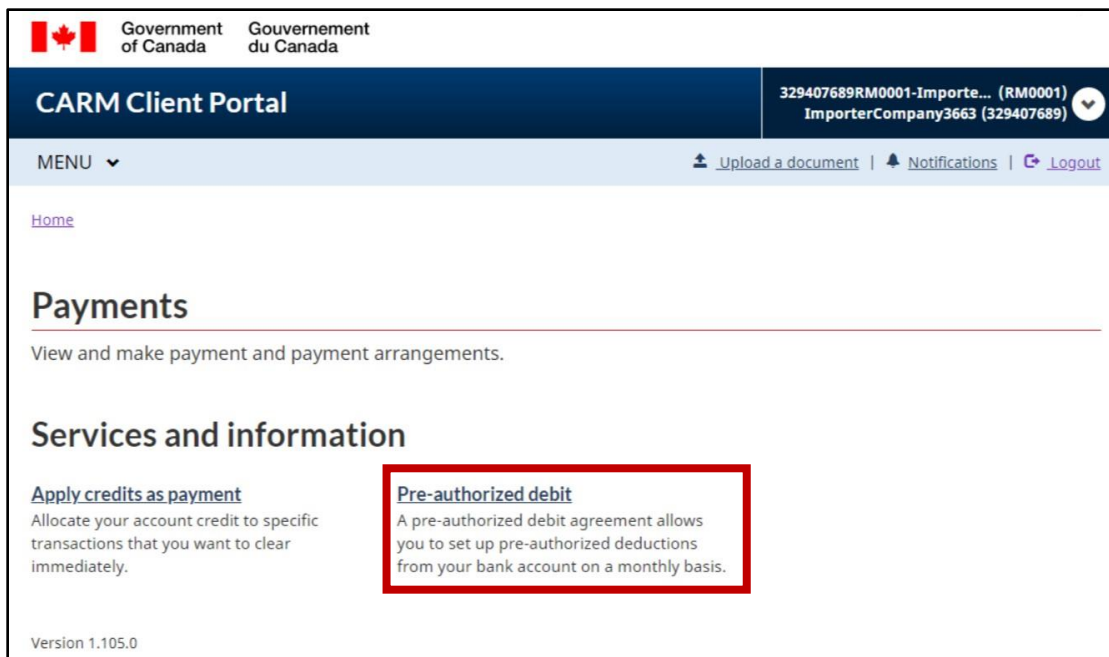 Government of Canada
Gouvernement du Canada
CARM Client Portal
329407689RM0001-Importe... (RM0001)
ImporterCompany3663 (329407689)
MENU
Upload a document | Notifications | Logout
Home
Payments
View and make payment and payment arrangements.
Services and information
Apply credits as payment
Allocate your account credit to specific
transactions that you want to clear
immediately.
Pre-authorized debit
A pre-authorized debit agreement allows
you to set up pre-authorized deductions
from your bank account on a monthly basis.
Version 1.105.0